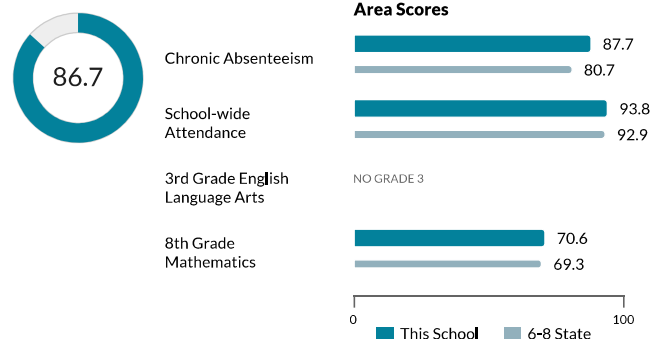 Area Scores
86.7
Chronic Absenteeism
87.7
80.7
School-wide
Attendance
93.8
92.9
3rd Grade English
Language Arts
NO GRADE 3
8th Grade
Mathematics
70.6
69.3
0
100
This School
6-8 State